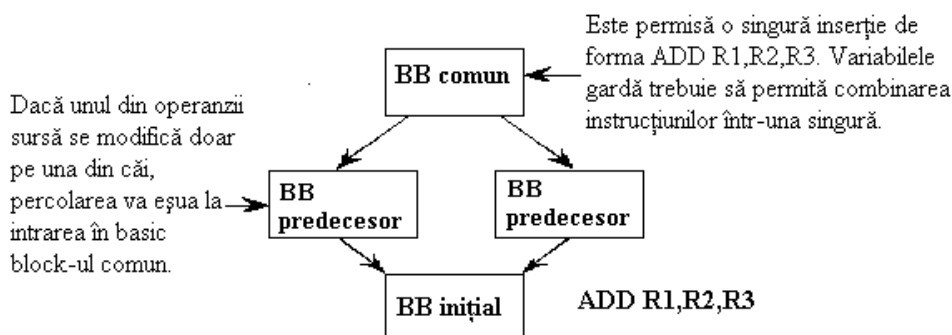 Este permisă o singură inserție de
forma ADD R1,R2,R3. Variabilele
gardă trebuie să permită combinarea
instrucțiunilor într-una singură.
BB comun
Dacă unul din operanzii
sursă se modifică doar
pe una din căi,
percolarea va eșua la
intrarea în basic
block-ul comun.
BB
predecesor
BB
predecesor
BB inițial
ADD R1,R2,R3